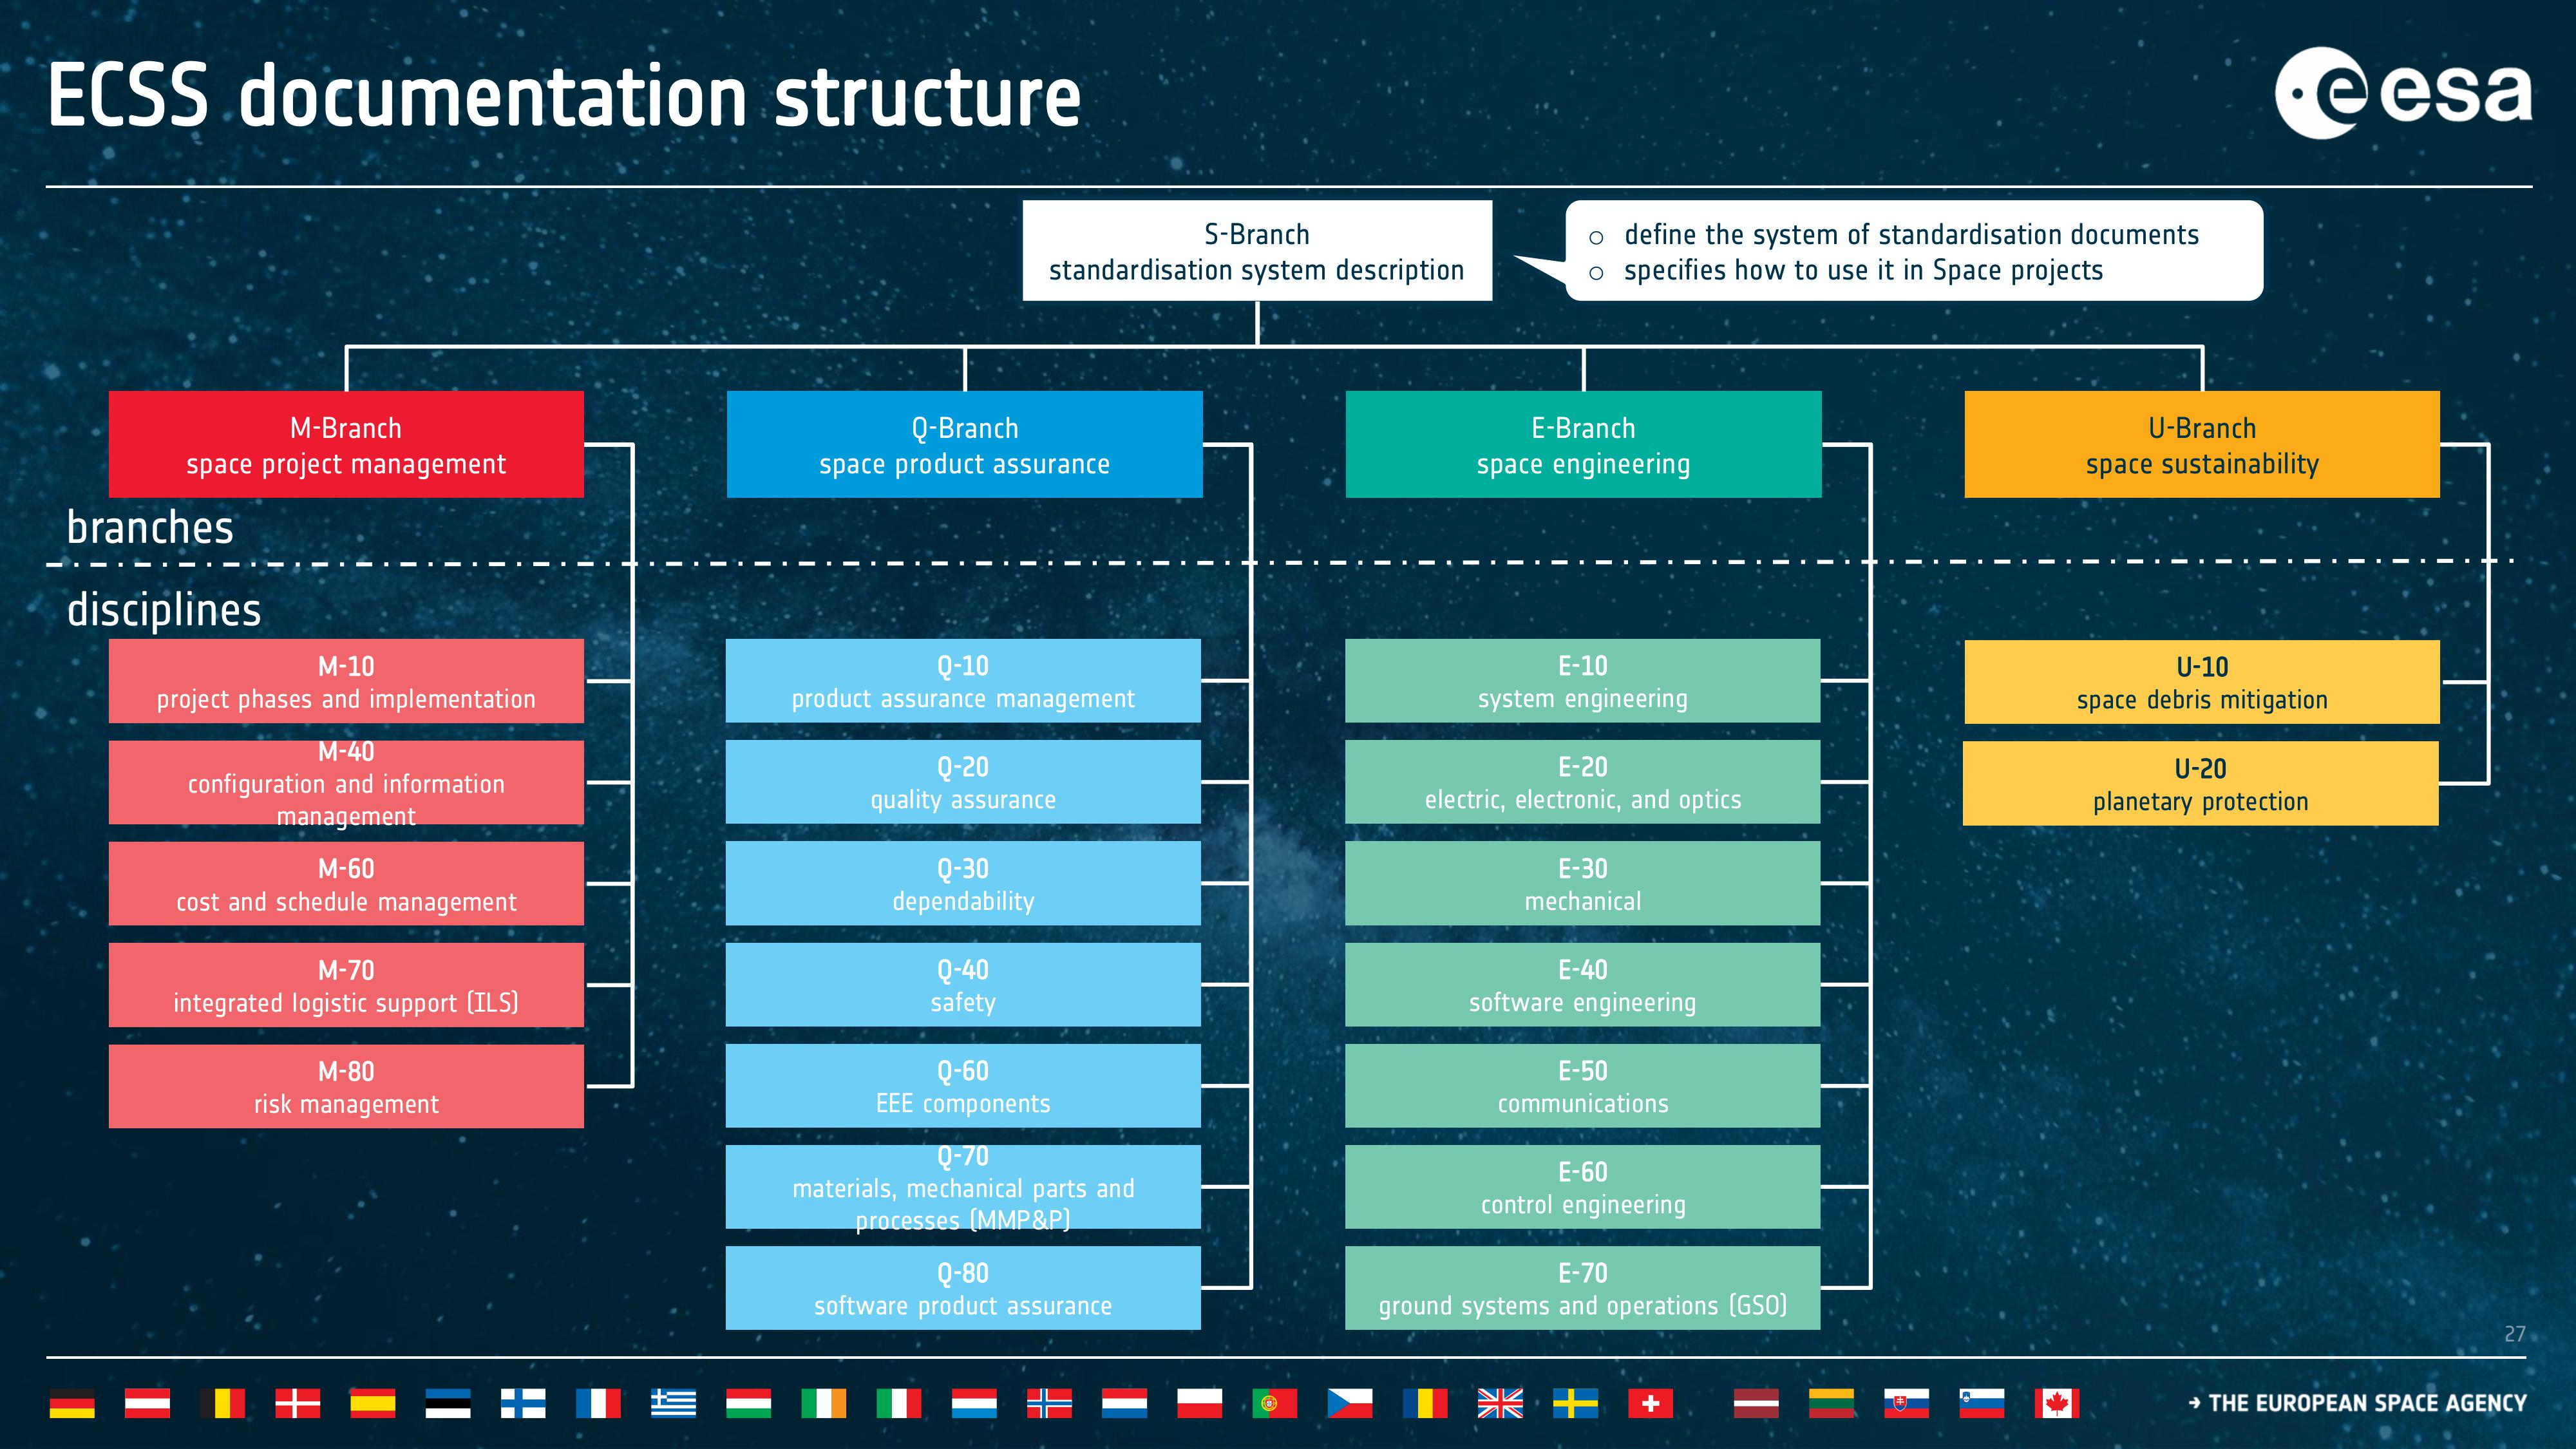 ECSS documentation structure
esa
S-Branch
standardisation system description
○ define the system of standardisation documents
○ specifies how to use it in Space projects
M-Branch
space project management
Q-Branch
space product assurance
E-Branch
space engineering
U-Branch
space sustainability
branches
disciplines
M-10
project phases and implementation
M-40
configuration and information
management
M-60
cost and schedule management
M-70
integrated logistic support (ILS)
M-80
risk management
Q-10
product assurance management
Q-20
quality assurance
Q-30
dependability
Q-40
safety
Q-60
EEE components
Q-70
materials, mechanical parts and
processes (MMP&P)
Q-80
software product assurance
E-10
system engineering
E-20
electric, electronic, and optics
E-30
mechanical
E-40
software engineering
E-50
communications
E-60
control engineering
E-70
ground systems and operations (GSO)
U-10
space debris mitigation
U-20
planetary protection
27
→ THE EUROPEAN SPACE AGENCY